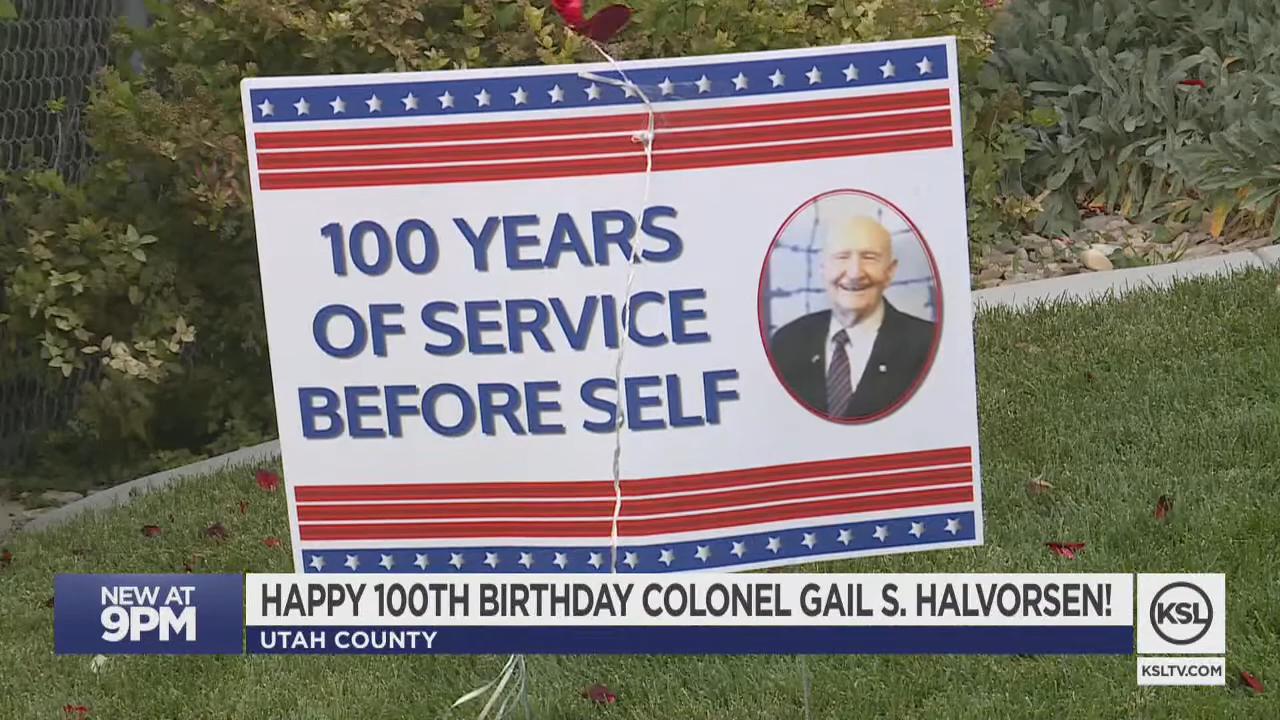 100 YEARS
OF SERVICE
BEFORE SELF
NEW AT
9PM
HAPPY 100TH BIRTHDAY COLONEL GAIL S. HALVORSEN!
UTAH COUNTY
KSL
KSLTV.COM